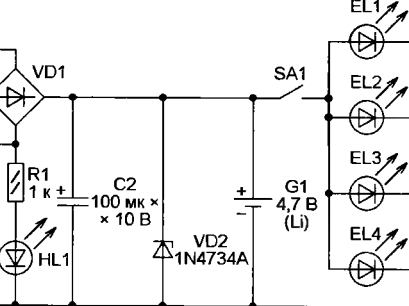 EL1
VD1
SA1
EL2
R1
1 к
+
C2
100 мк ×
× 10 В
+
G1
4,7 В
(Li)
EL3
HL1
VD2
1N4734A
EL4